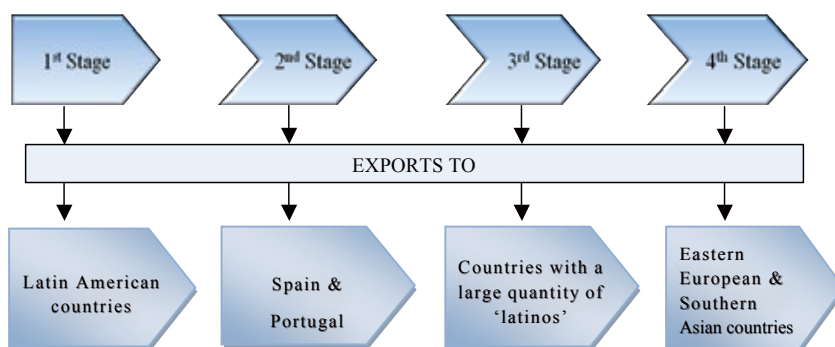 1st Stage
2nd Stage
3rd Stage
4th Stage
EXPORTS TO
Latin American
countries
Spain &
Portugal
Countries with a
large quantity of
‘latinos’
Eastern
European &
Southern
Asian countries